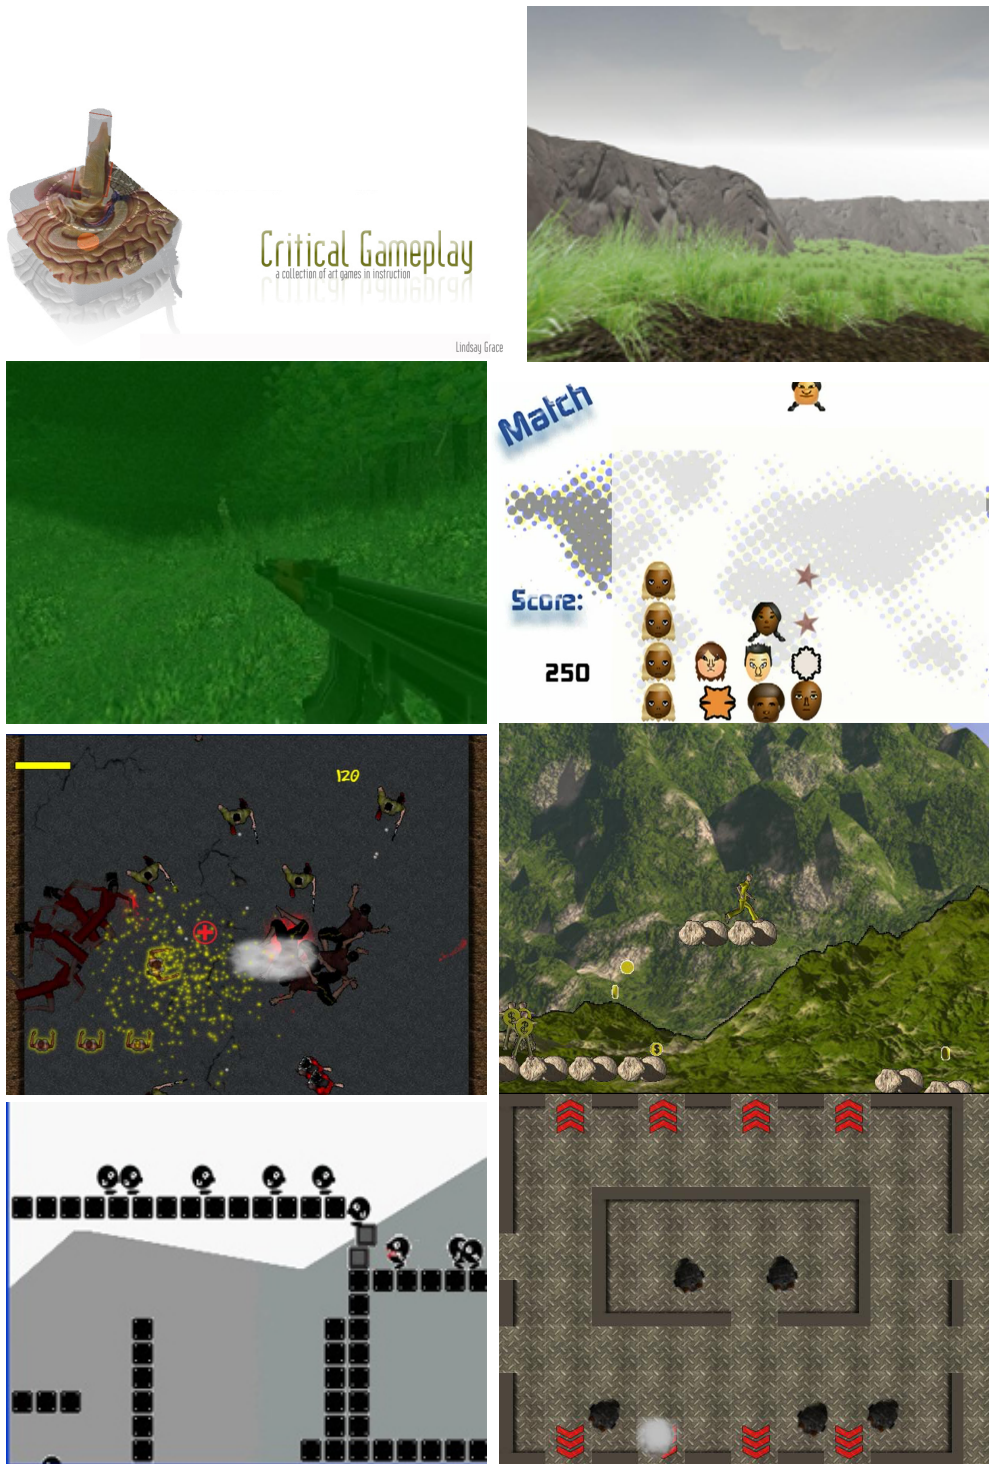 Critical Gameplay
a collection of art games in instruction
Lindsay Grace
Match
Score:
250
120